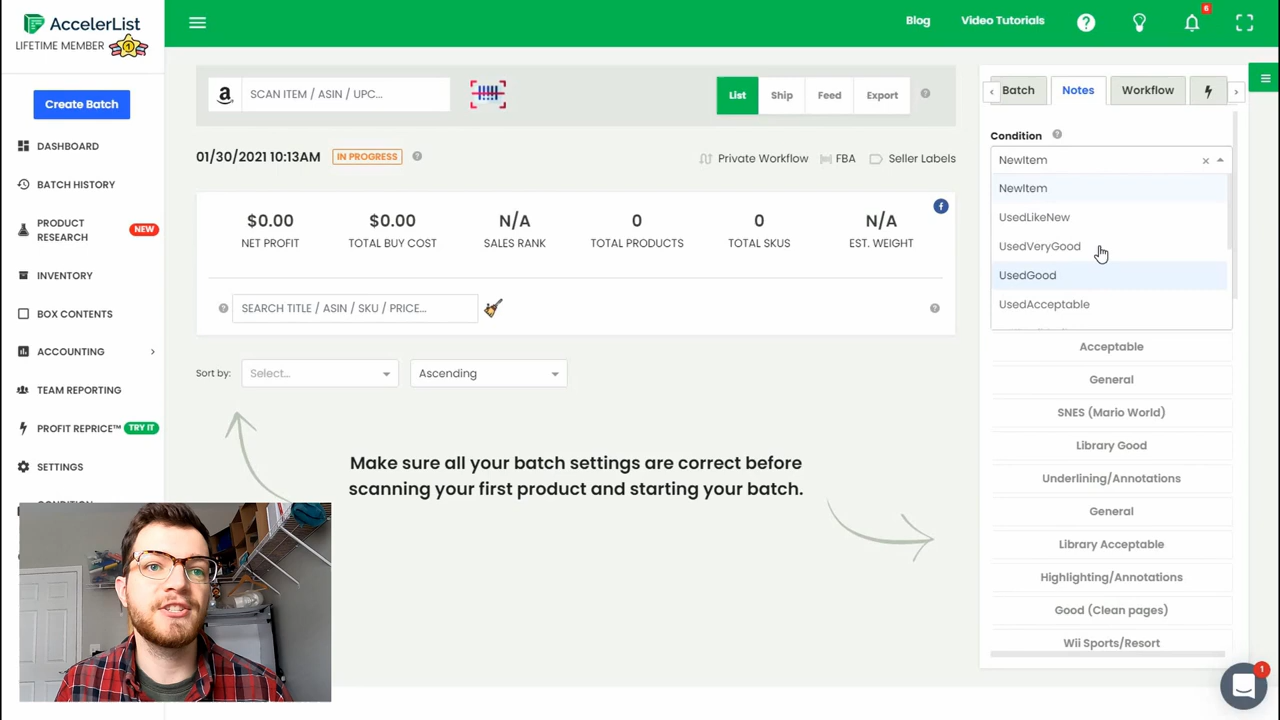 AccelerList
LIFETIME MEMBER
1
Create Batch
DASHBOARD
BATCH HISTORY
PRODUCT
RESEARCH
NEW
INVENTORY
BOX CONTENTS
ACCOUNTING
TEAM REPORTING
PROFIT REPRICE™ TRY IT
SETTINGS
Blog
Video Tutorials
?
6
SCAN ITEM / ASIN / UPC...
List
Ship
Feed
Export
?
01/30/2021 10:13AM
IN PROGRESS
?
Private Workflow
FBA
Seller Labels
$0.00
NET PROFIT
$0.00
TOTAL BUY COST
N/A
SALES RANK
0
TOTAL PRODUCTS
0
TOTAL SKUS
N/A
EST. WEIGHT
?
SEARCH TITLE / ASIN / SKU / PRICE...
?
Sort by:
Select...
Ascending
Make sure all your batch settings are correct before
scanning your first product and starting your batch.
Batch
Notes
Workflow
Condition ?
NewItem ×
NewItem
UsedLikeNew
UsedVeryGood
UsedGood
UsedAcceptable
Acceptable
General
SNES (Mario World)
Library Good
Underlining/Annotations
General
Library Acceptable
Highlighting/Annotations
Good (Clean pages)
Wii Sports/Resort
1